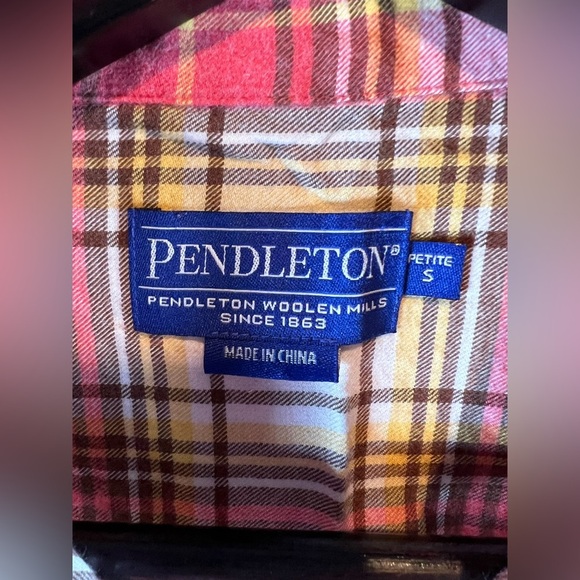 PENDLETON®
PENDLETON WOOLEN MILLS
SINCE 1863
MADE IN CHINA
PETITE
S